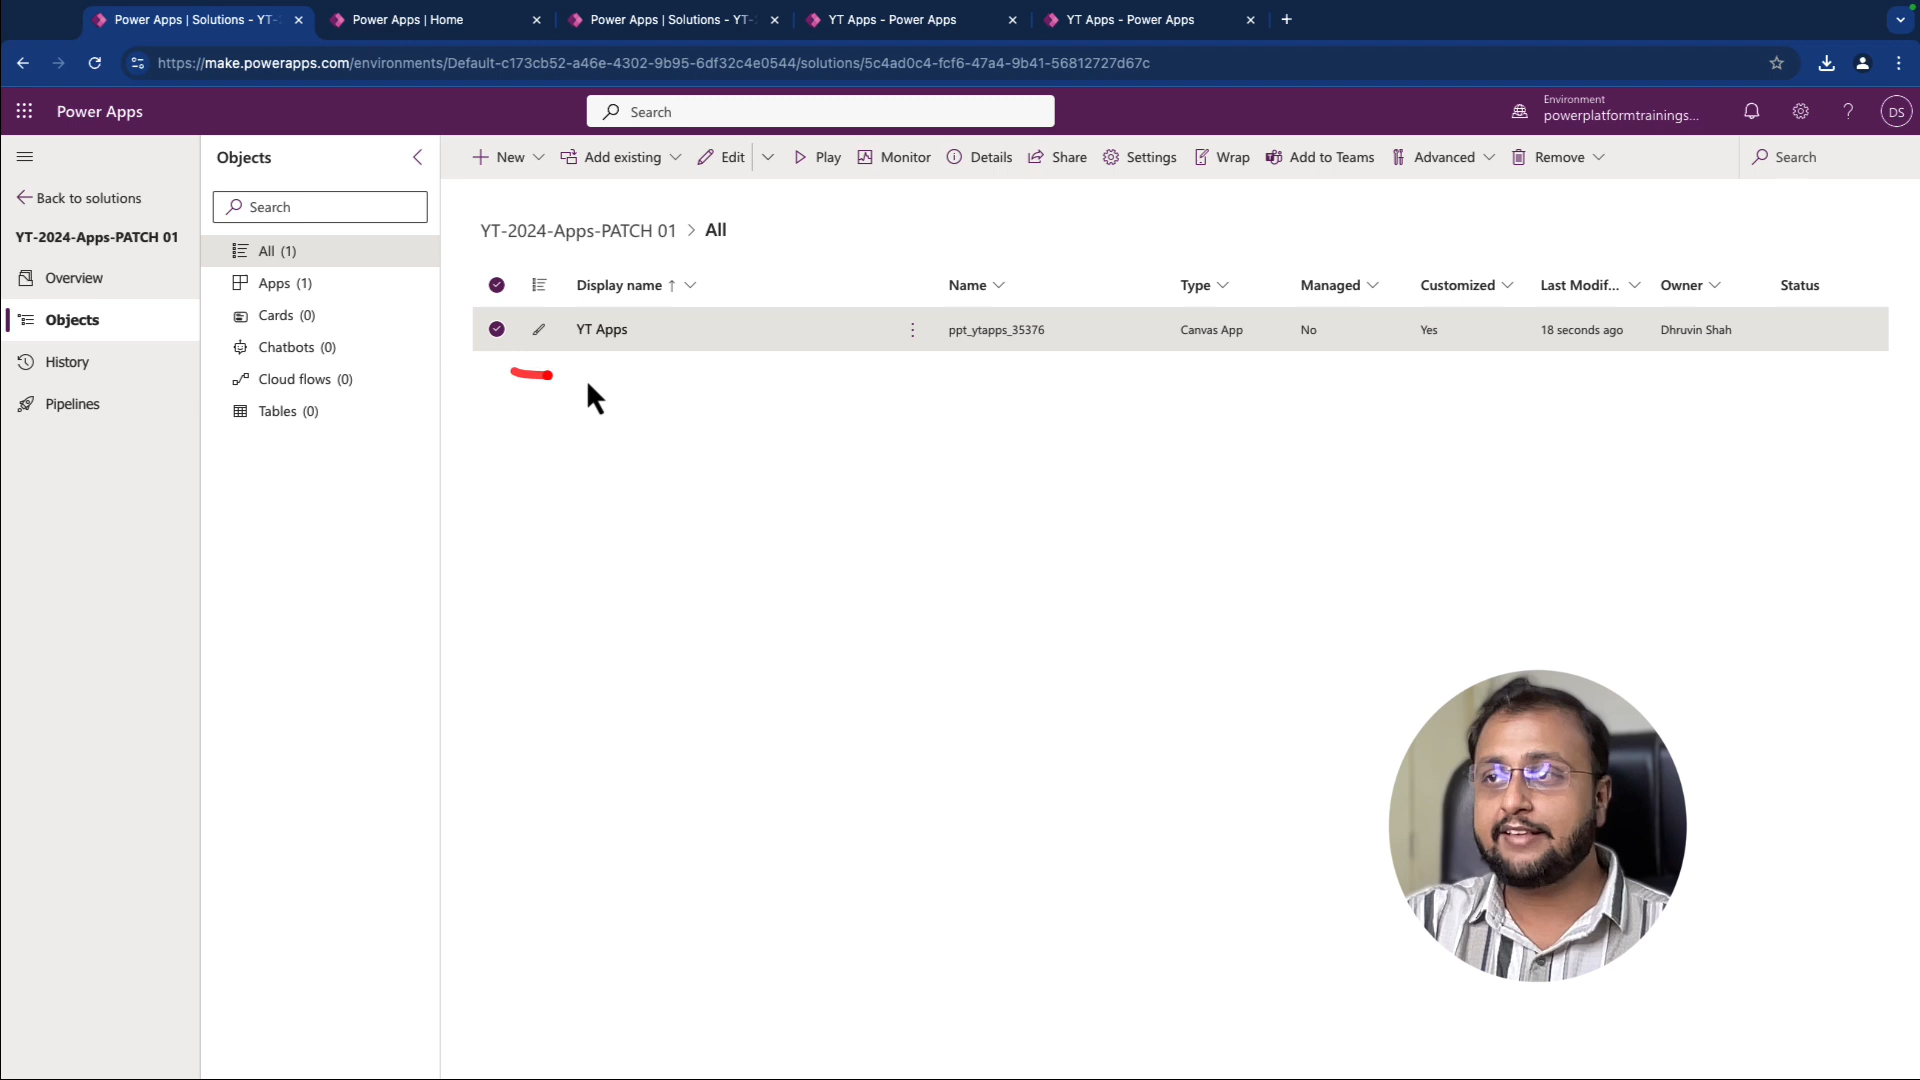 Power Apps | Solutions - YT-
Power Apps | Home
Power Apps | Solutions - YT-
YT Apps - Power Apps
YT Apps - Power Apps
https://make.powerapps.com/environments/Default-c173cb52-a46e-4302-9b95-6df32c4e0544/solutions/5c4ad0c4-fcf6-47a4-9b41-56812727d67c
Power Apps
Search
Environment
powerplatformtrainings...
DS
Objects
New
Add existing
Edit
Play
Monitor
Details
Share
Settings
Wrap
Add to Teams
Advanced
Remove
Search
Back to solutions
YT-2024-Apps-PATCH 01
Overview
Objects
History
Pipelines
Search
All (1)
Apps (1)
Cards (0)
Chatbots (0)
Cloud flows (0)
Tables (0)
YT-2024-Apps-PATCH 01 > All
Display name ↑ Name Type Managed Customized Last Modif... Owner Status
YT Apps ppt_ytapps_35376 Canvas App No Yes 18 seconds ago Dhruvin Shah